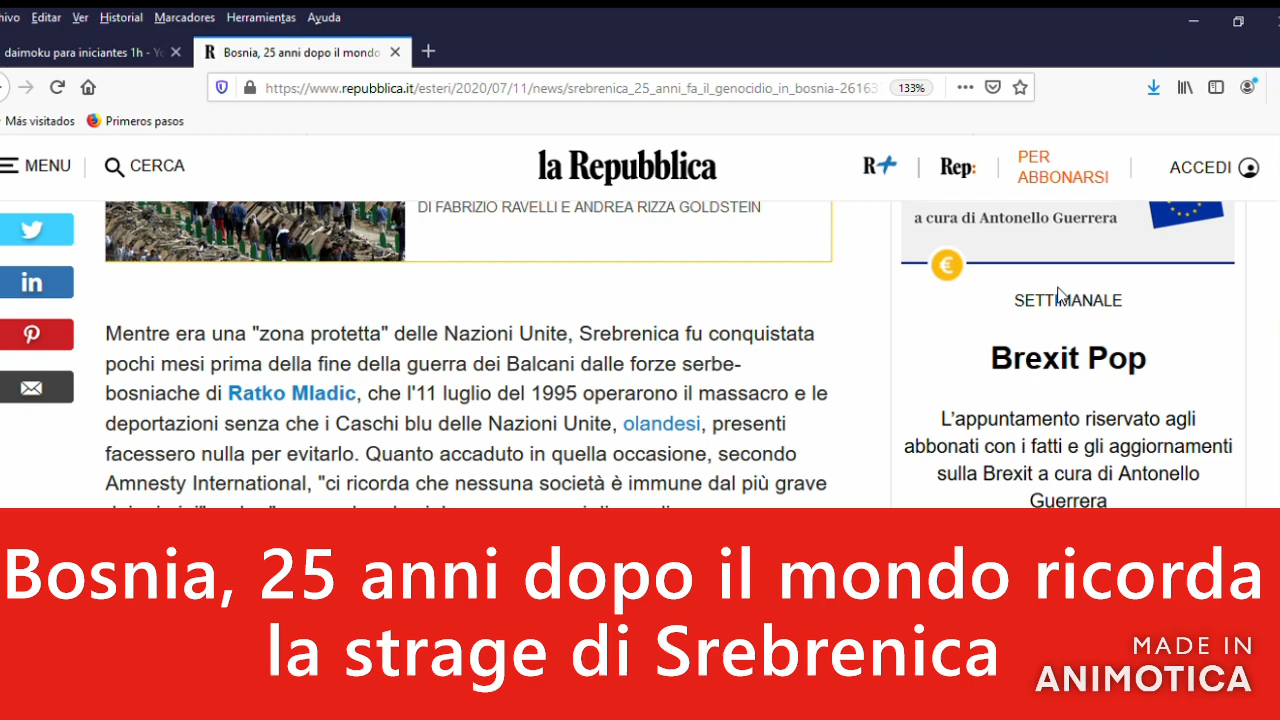 hivo Editar Ver Historial Marcadores Herramientas Ayuda
daimoku para iniciantes 1h - Yo
R Bosnia, 25 anni dopo il mondo
https://www.repubblica.it/esteri/2020/07/11/news/srebrenica_25_anni_fa_il_genocidio_in_bosnia-26163
133%
Más visitados Primeros pasos
MENU CERCA
la Repubblica
R+ Rep: PER ABBONARSI ACCEDI
DI FABRIZIO RAVELLI E ANDREA RIZZA GOLDSTEIN
a cura di Antonello Guerrera
€
SETTIMANALE
Brexit Pop
L'appuntamento riservato agli
abbonati con i fatti e gli aggiornamenti
sulla Brexit a cura di Antonello
Guerrera
in
Mentre era una "zona protetta" delle Nazioni Unite, Srebrenica fu conquistata
pochi mesi prima della fine della guerra dei Balcani dalle forze serbe-
bosniache di Ratko Mladic, che l'11 luglio del 1995 operarono il massacro e le
deportazioni senza che i Caschi blu delle Nazioni Unite, olandesi, presenti
facessero nulla per evitarlo. Quanto accaduto in quella occasione, secondo
Amnesty International, "ci ricorda che nessuna società è immune dal più grave
Bosnia, 25 anni dopo il mondo ricorda
la strage di Srebrenica
MADE IN
ANIMOTICA